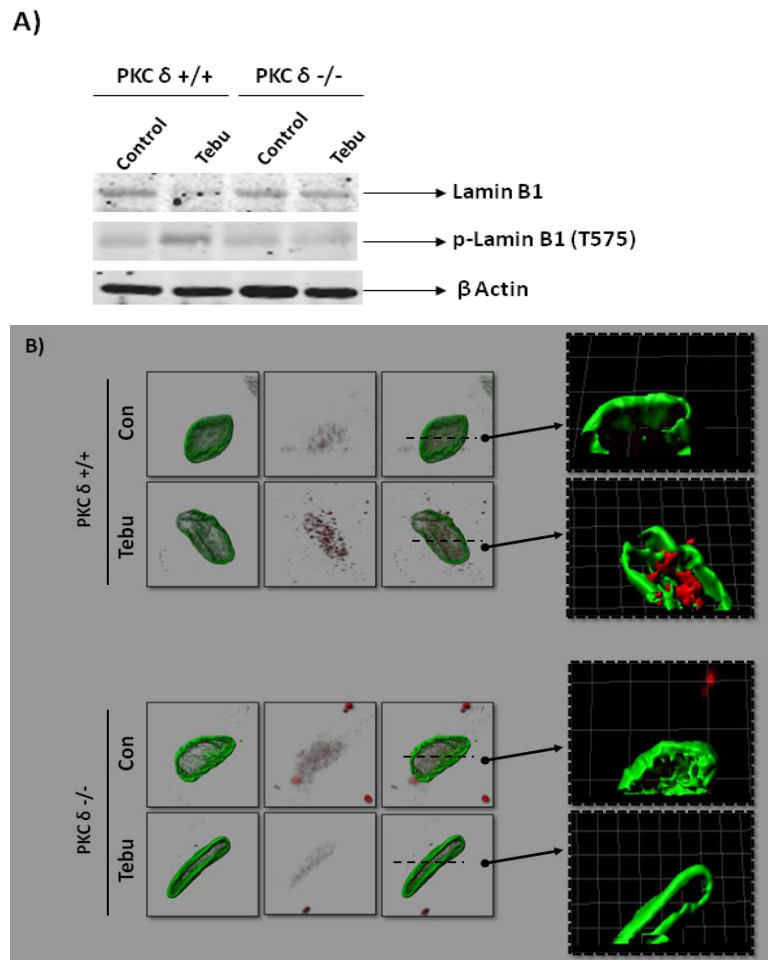 A)
PKC δ +/+ PKC δ -/-
Control Tebu Control Tebu
Lamin B1
p-Lamin B1 (T575)
β Actin
B)
PKC δ +/+
Con
Tebu
PKC δ -/-
Con
Tebu